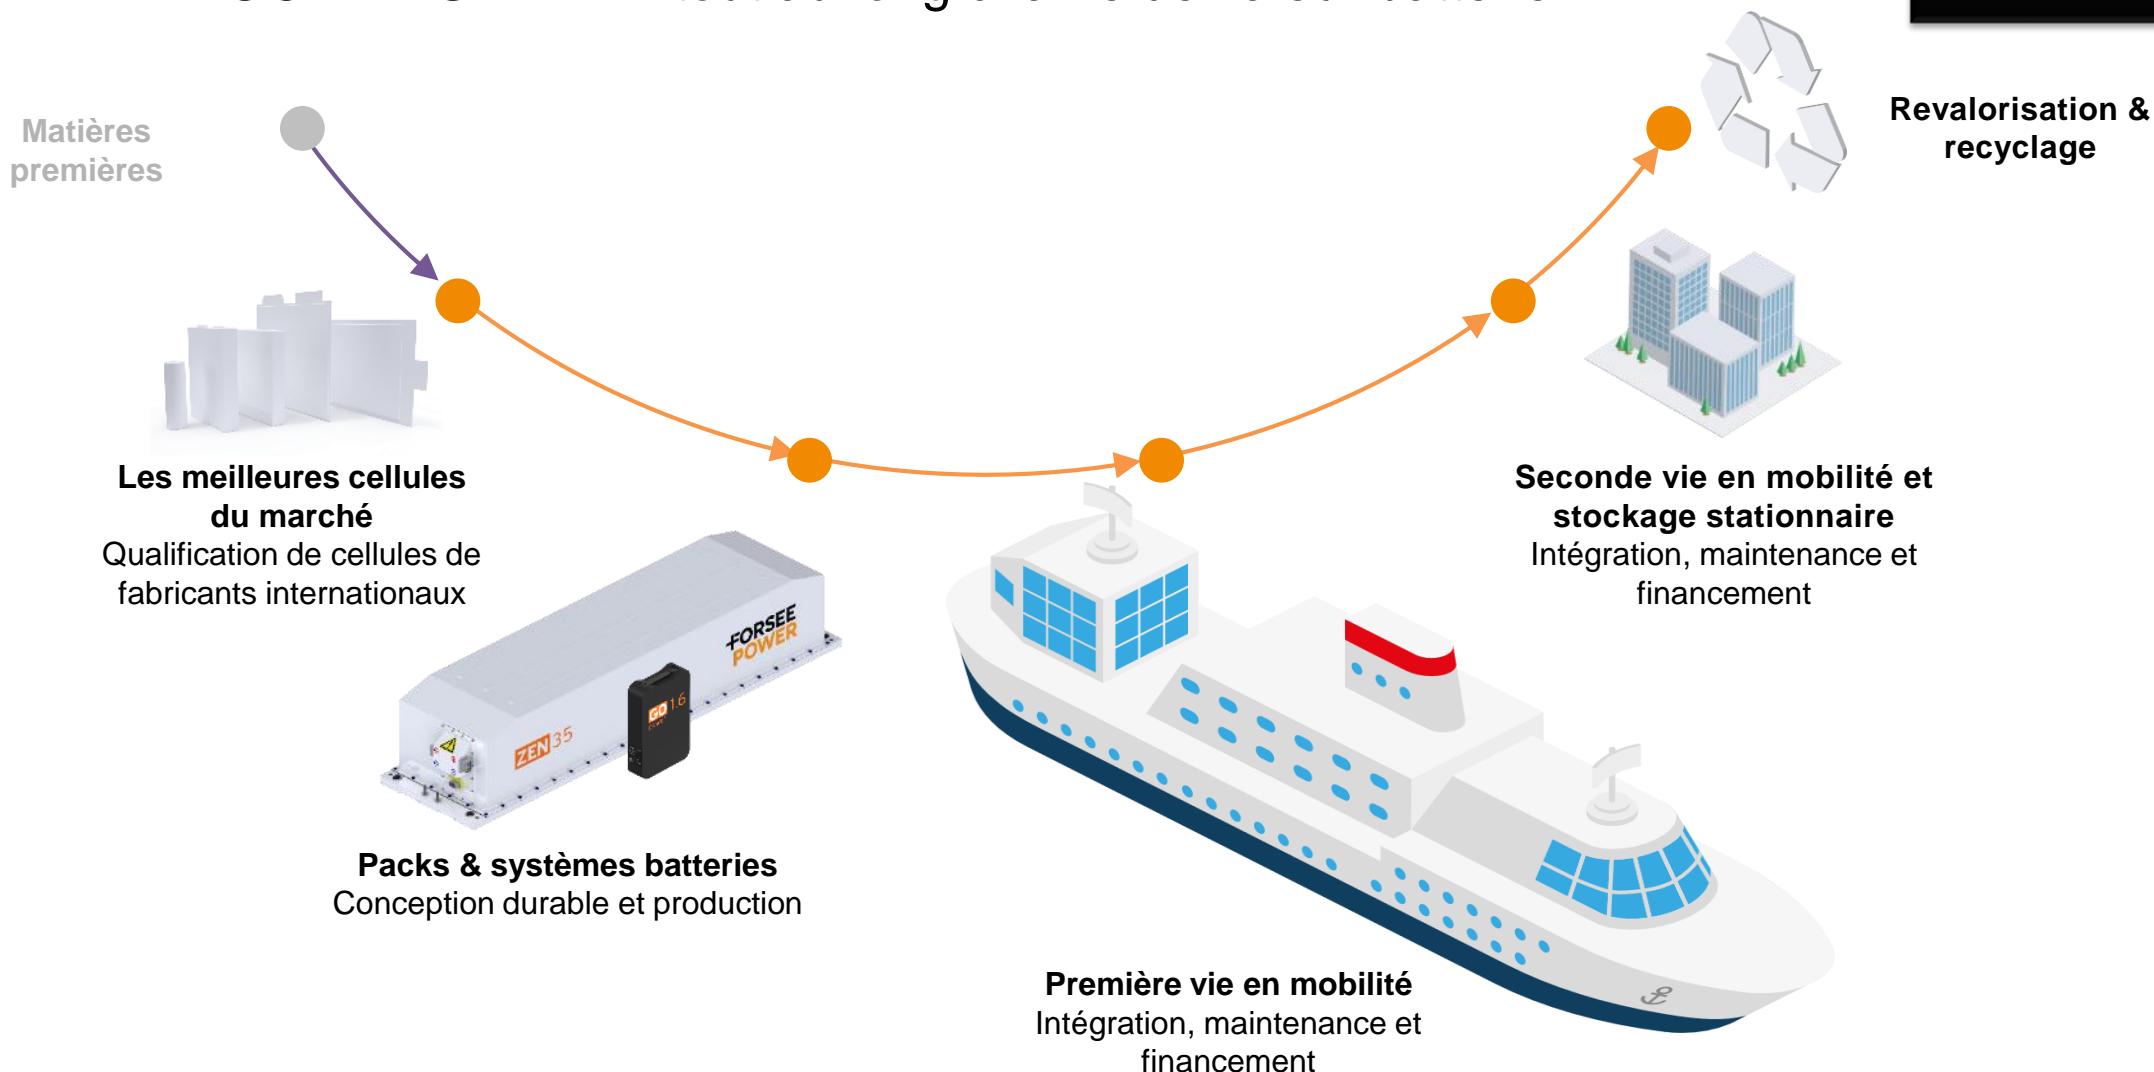 Matières
premières
Revalorisation &
recyclage
Les meilleures cellules
du marché
Qualification de cellules de
fabricants internationaux
Seconde vie en mobilité et
stockage stationnaire
Intégration, maintenance et
financement
FORSEE
POWER
ZEN 35
GO 1.6
Packs & systèmes batteries
Conception durable et production
Première vie en mobilité
Intégration, maintenance et
financement